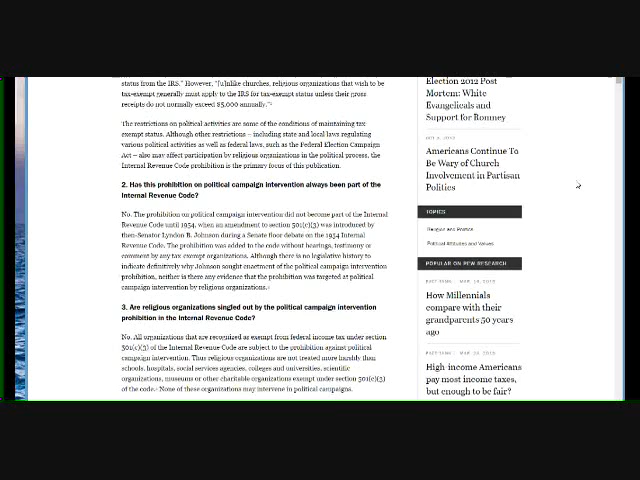 status from the IRS." However, "[u]nlike churches, religious organizations that wish to be
tax-exempt generally must apply to the IRS for tax-exempt status unless their gross
receipts do not normally exceed $5,000 annually."
The restrictions on political activities are some of the conditions of maintaining tax-
exempt status. Although other restrictions – including state and local laws regulating
various political activities as well as federal laws, such as the Federal Election Campaign
Act – also may affect participation by religious organizations in the political process, the
Internal Revenue Code prohibition is the primary focus of this publication.
2. Has this prohibition on political campaign intervention always been part of the
Internal Revenue Code?
No. The prohibition on political campaign intervention did not become part of the Internal
Revenue Code until 1954, when an amendment to section 501(c)(3) was introduced by
then-Senator Lyndon B. Johnson during a Senate floor debate on the 1954 Internal
Revenue Code. The prohibition was added to the code without hearings, testimony or
comment by any tax-exempt organizations. Although there is no legislative history to
indicate definitively why Johnson sought enactment of the political campaign intervention
prohibition, neither is there any evidence that the prohibition was targeted at political
campaign intervention by religious organizations.
3. Are religious organizations singled out by the political campaign intervention
prohibition in the Internal Revenue Code?
No. All organizations that are recognized as exempt from federal income tax under section
501(c)(3) of the Internal Revenue Code are subject to the prohibition against political
campaign intervention. Thus religious organizations are not treated more harshly than
schools, hospitals, social services agencies, colleges and universities, scientific
organizations, museums or other charitable organizations exempt under section 501(c)(3)
of the code. None of these organizations may intervene in political campaigns.
Election 2012 Post
Mortem: White
Evangelicals and
Support for Romney
Americans Continue To
Be Wary of Church
Involvement in Partisan
Politics
TOPICS
Religion and Politics
Political Attitudes and Values
POPULAR ON PEW RESEARCH
FACT TANK MAR 19, 2015
How Millennials
compare with their
grandparents 50 years
ago
FACT TANK
High-income Americans
pay most income taxes,
but enough to be fair?